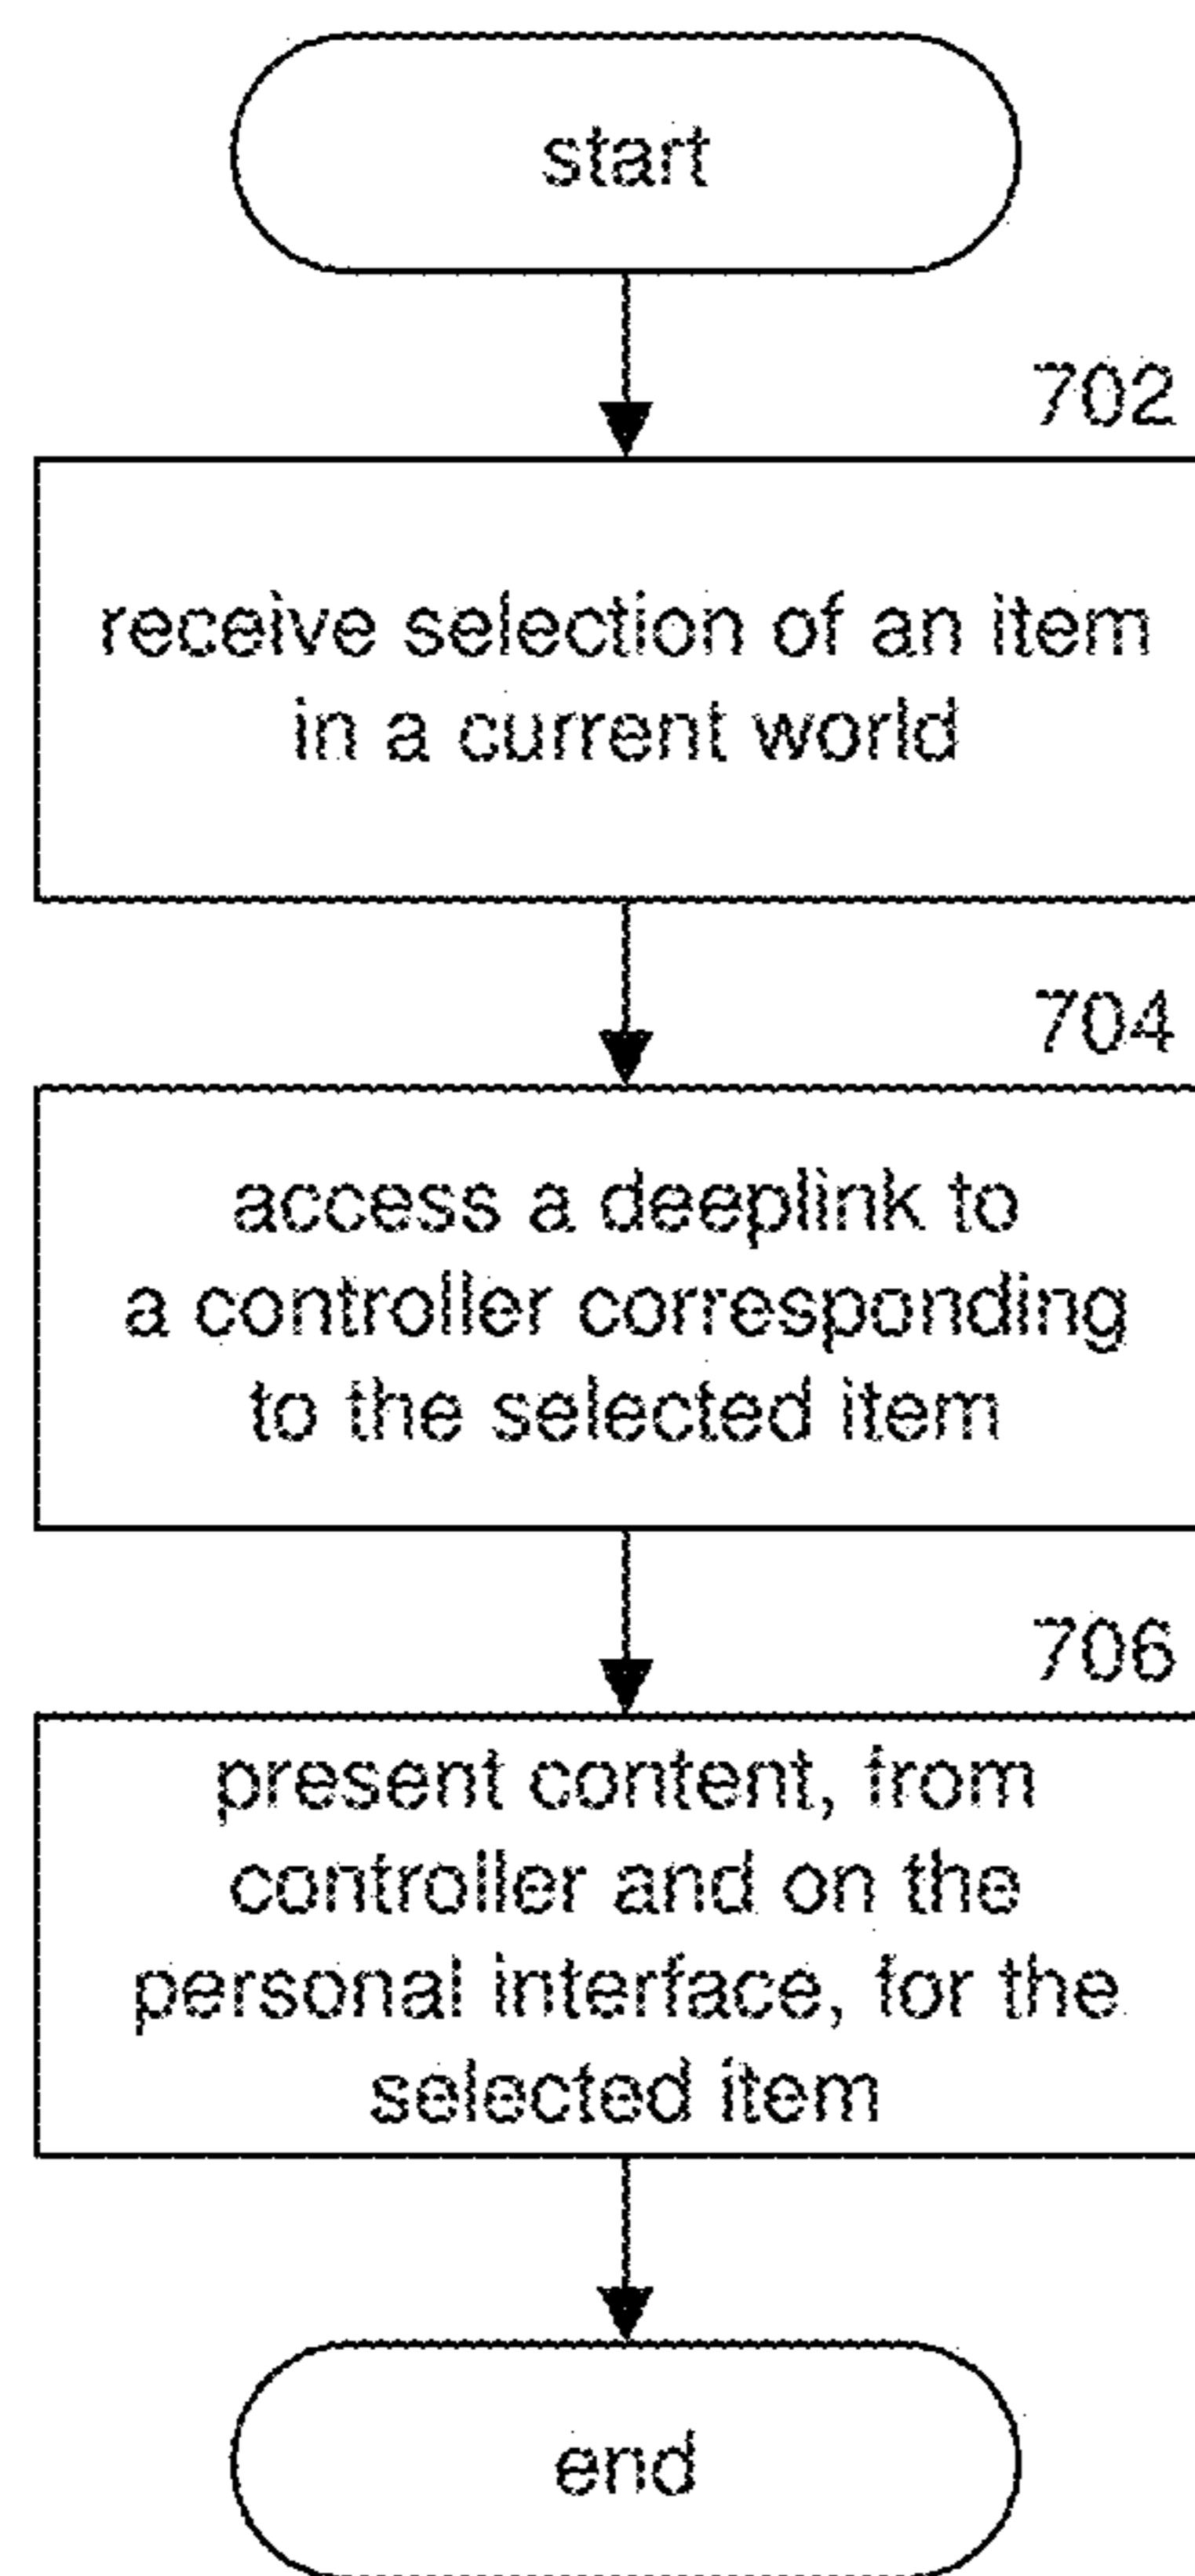 start
702
receive selection of an item
in a current world
704
access a deeplink to
a controller corresponding
to the selected item
706
present content, from
controller and on the
personal interface, for the
selected item
end